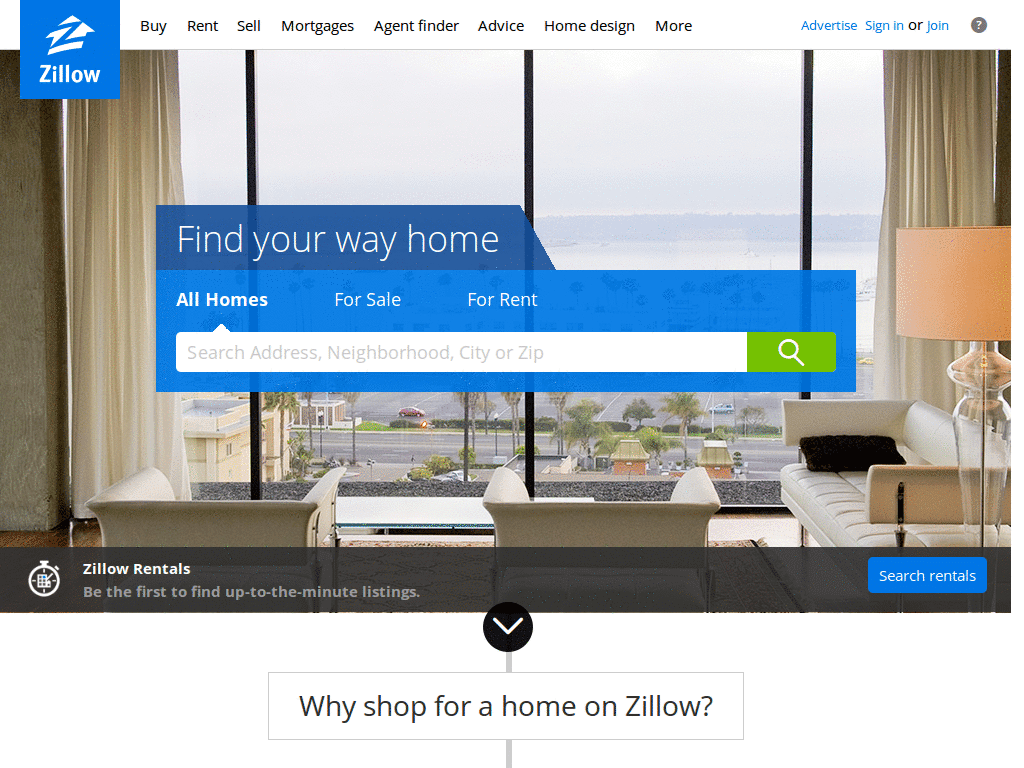 Zillow
Buy Rent Sell Mortgages Agent finder Advice Home design More
Advertise Sign in or Join ?
Find your way home
All Homes For Sale For Rent
Search Address, Neighborhood, City or Zip
Zillow Rentals
Be the first to find up-to-the-minute listings.
Search rentals
Why shop for a home on Zillow?